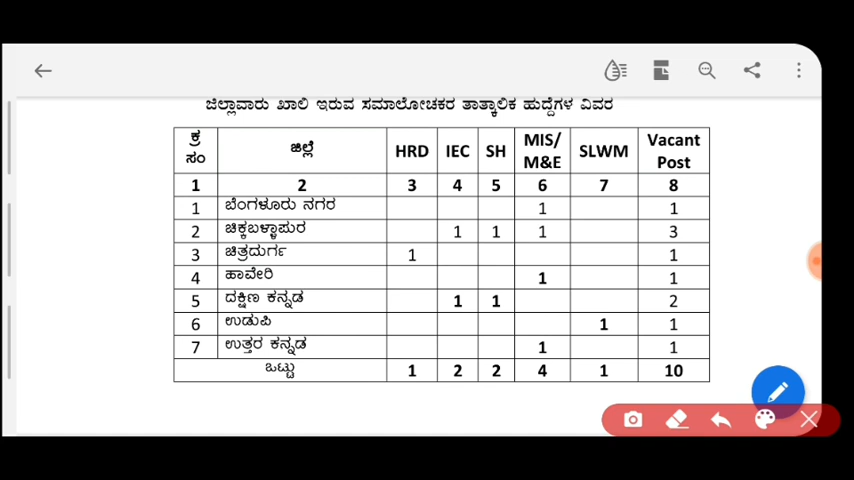 ಜಿಲ್ಲಾವಾರು ಖಾಲಿ ಇರುವ ಸಮಾಲೋಚಕರ ತಾತ್ಕಾಲಿಕ ಹುದ್ದೆಗಳ ವಿವರ
ಕ್ರ ಸಂ ಜಿಲ್ಲೆ HRD IEC SH MIS/ M&E SLWM Vacant Post
1 2 3 4 5 6 7 8
1 ಬೆಂಗಳೂರು ನಗರ 1 1
2 ಚಿಕ್ಕಬಳ್ಳಾಪುರ 1 1 1 3
3 ಚಿತ್ರದುರ್ಗ 1 1
4 ಹಾವೇರಿ 1 1
5 ದಕ್ಷಿಣ ಕನ್ನಡ 1 1 2
6 ಉಡುಪಿ 1 1
7 ಉತ್ತರ ಕನ್ನಡ 1 1
ಒಟ್ಟು 1 2 2 4 1 10